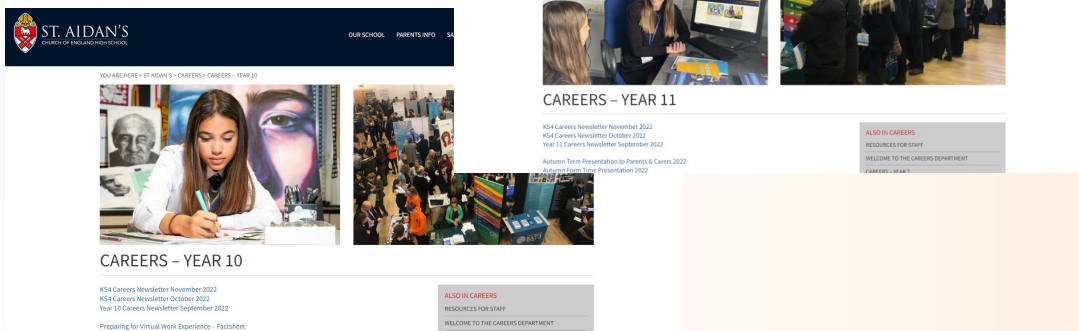 ST. AIDAN'S
CHURCH OF ENGLAND HIGH SCHOOL
OUR SCHOOL PARENTS INFO SA
YOU ARE HERE > ST AIDAN'S > CAREERS > CAREERS – YEAR 10
CAREERS – YEAR 10
KS4 Careers Newsletter November 2022
KS4 Careers Newsletter October 2022
Year 10 Careers Newsletter September 2022
Preparing for Virtual Work Experience – Factsheet
ALSO IN CAREERS
RESOURCES FOR STAFF
WELCOME TO THE CAREERS DEPARTMENT
CAREERS – YEAR 11
KS4 Careers Newsletter November 2022
KS4 Careers Newsletter October 2022
Year 11 Careers Newsletter September 2022
Autumn Term Presentation to Parents & Carers 2022
Autumn Form Time Presentation 2022
ALSO IN CAREERS
RESOURCES FOR STAFF
WELCOME TO THE CAREERS DEPARTMENT
CAREERS – YEAR 7